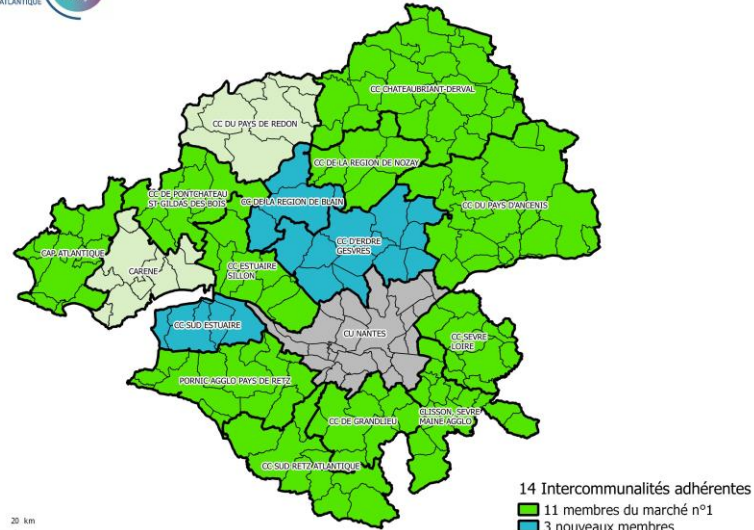 ATLANTIQUE
CC CHATEAUBRIANT-DERVAL
CC DU PAYS DE REDON
CC DE LA REGION DE NOZAY
CC DE PONTCHATEAU
ST GILDAS DES BOIS
CC DE LA REGION DE BLAIN
CC DU PAYS D'ANCENIS
CAP ATLANTIQUE
CC D'ERDRE
GESVRES
CARENE
CC ESTUAIRE
SILLON
CC SUD ESTUAIRE
CU NANTES
CC SEVRE
LOIRE
PORNIC AGGLO PAYS DE RETZ
CLISSON SEVRE
MAINE AGGLO
CC DE GRANDLIEU
CC SUD RETZ ATLANTIQUE
14 Intercommunalités adhérentes
11 membres du marché n°1
3 nouveaux membres
20 km